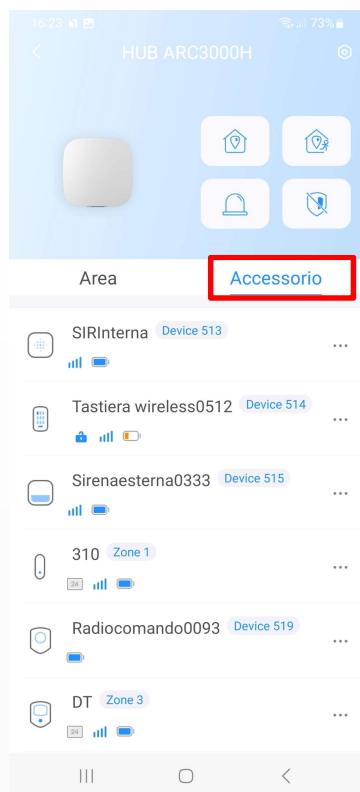 16:23 73%
HUB ARC3000H
Area Accessorio
SIRInterna Device 513
Tastiera wireless0512 Device 514
Sirenaesterna0333 Device 515
310 Zone 1
24
Radiocomando0093 Device 519
DT Zone 3
24